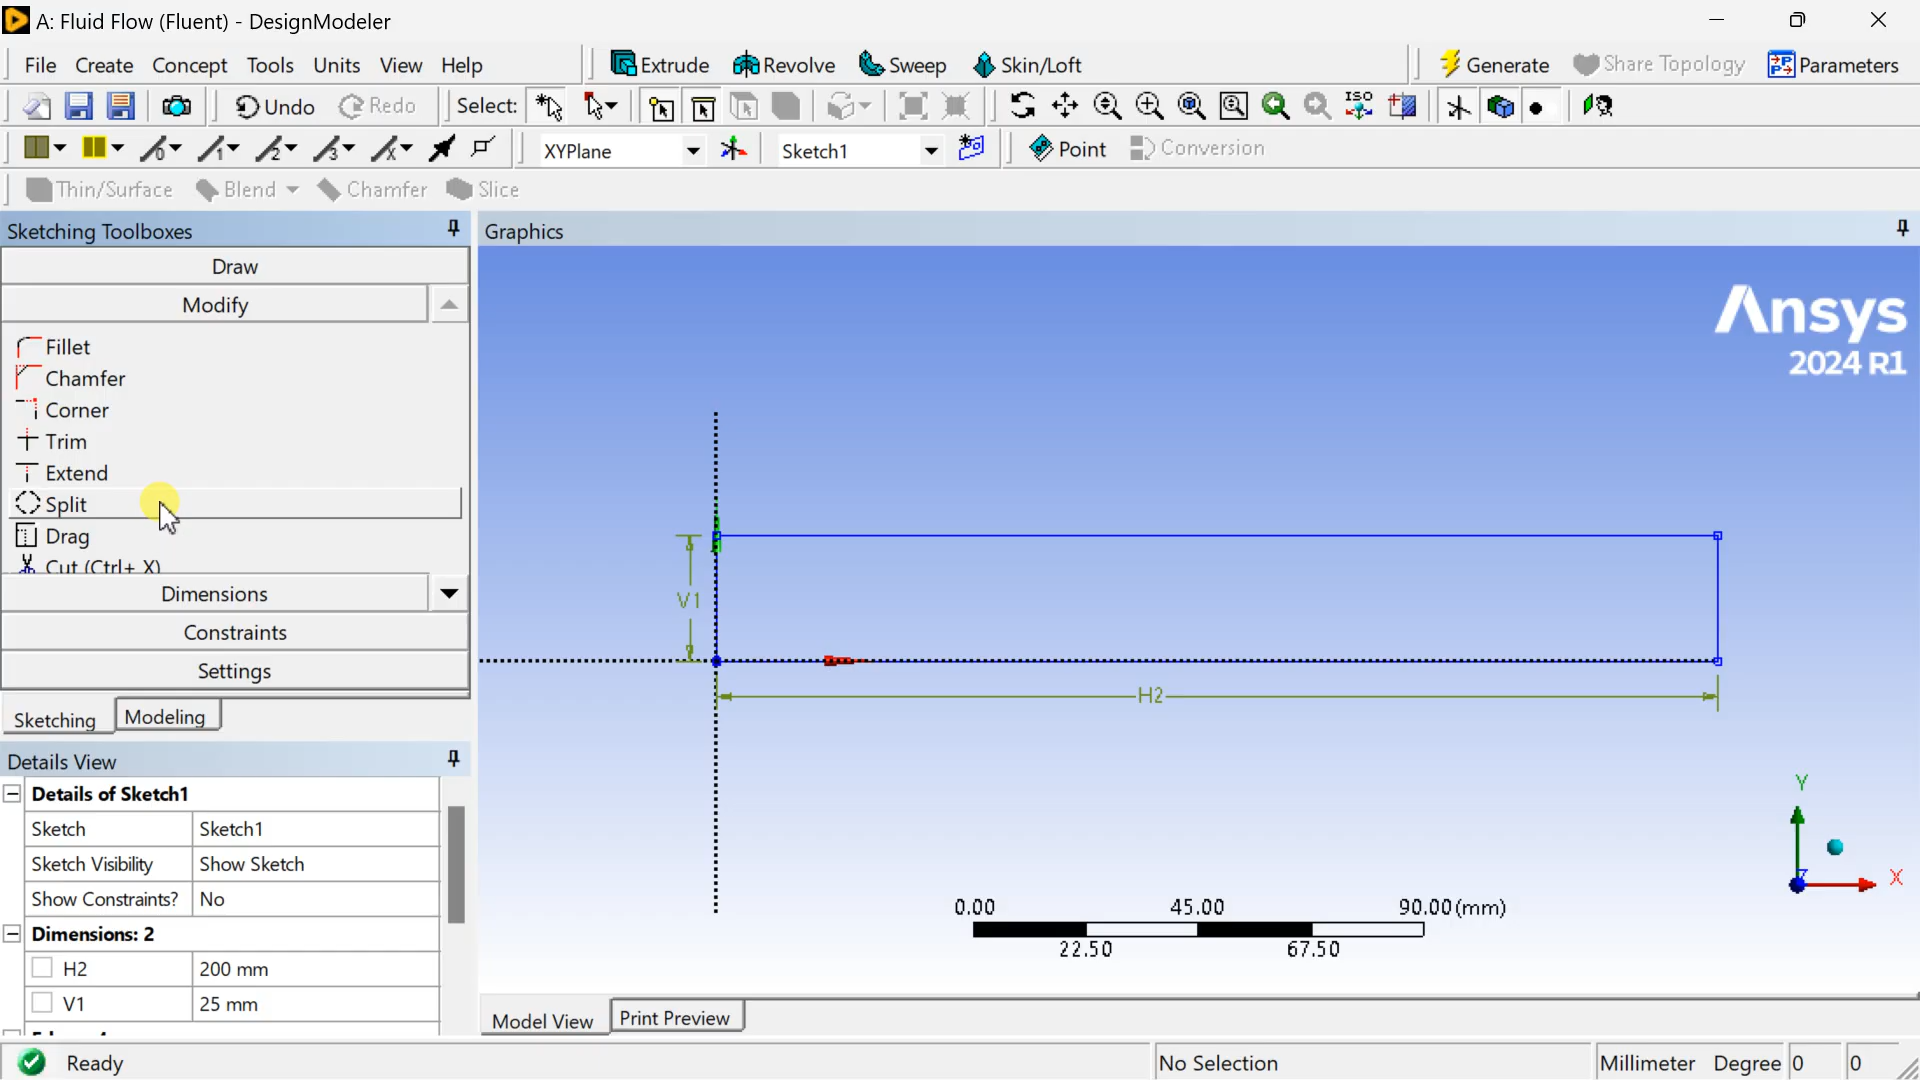 A: Fluid Flow (Fluent) - DesignModeler
File Create Concept Tools Units View Help Extrude Revolve Sweep Skin/Loft Generate Share Topology Parameters
Undo Redo Select: ISO
0 1 2 3 x XYPlane Sketch1 Point Conversion
Thin/Surface Blend Chamfer Slice
Sketching Toolboxes
Draw
Modify
Fillet
Chamfer
Corner
Trim
Extend
Split
Drag
Cut (Ctrl+ X)
Dimensions
Constraints
Settings
Sketching Modeling
Details View
Details of Sketch1
Sketch Sketch1
Sketch Visibility Show Sketch
Show Constraints? No
Dimensions: 2
H2 200 mm
V1 25 mm
Graphics
Ansys
2024 R1
V1
H2
Y
X
0.00 45.00 90.00(mm)
22.50 67.50
Model View Print Preview
Ready No Selection Millimeter Degree 0 0